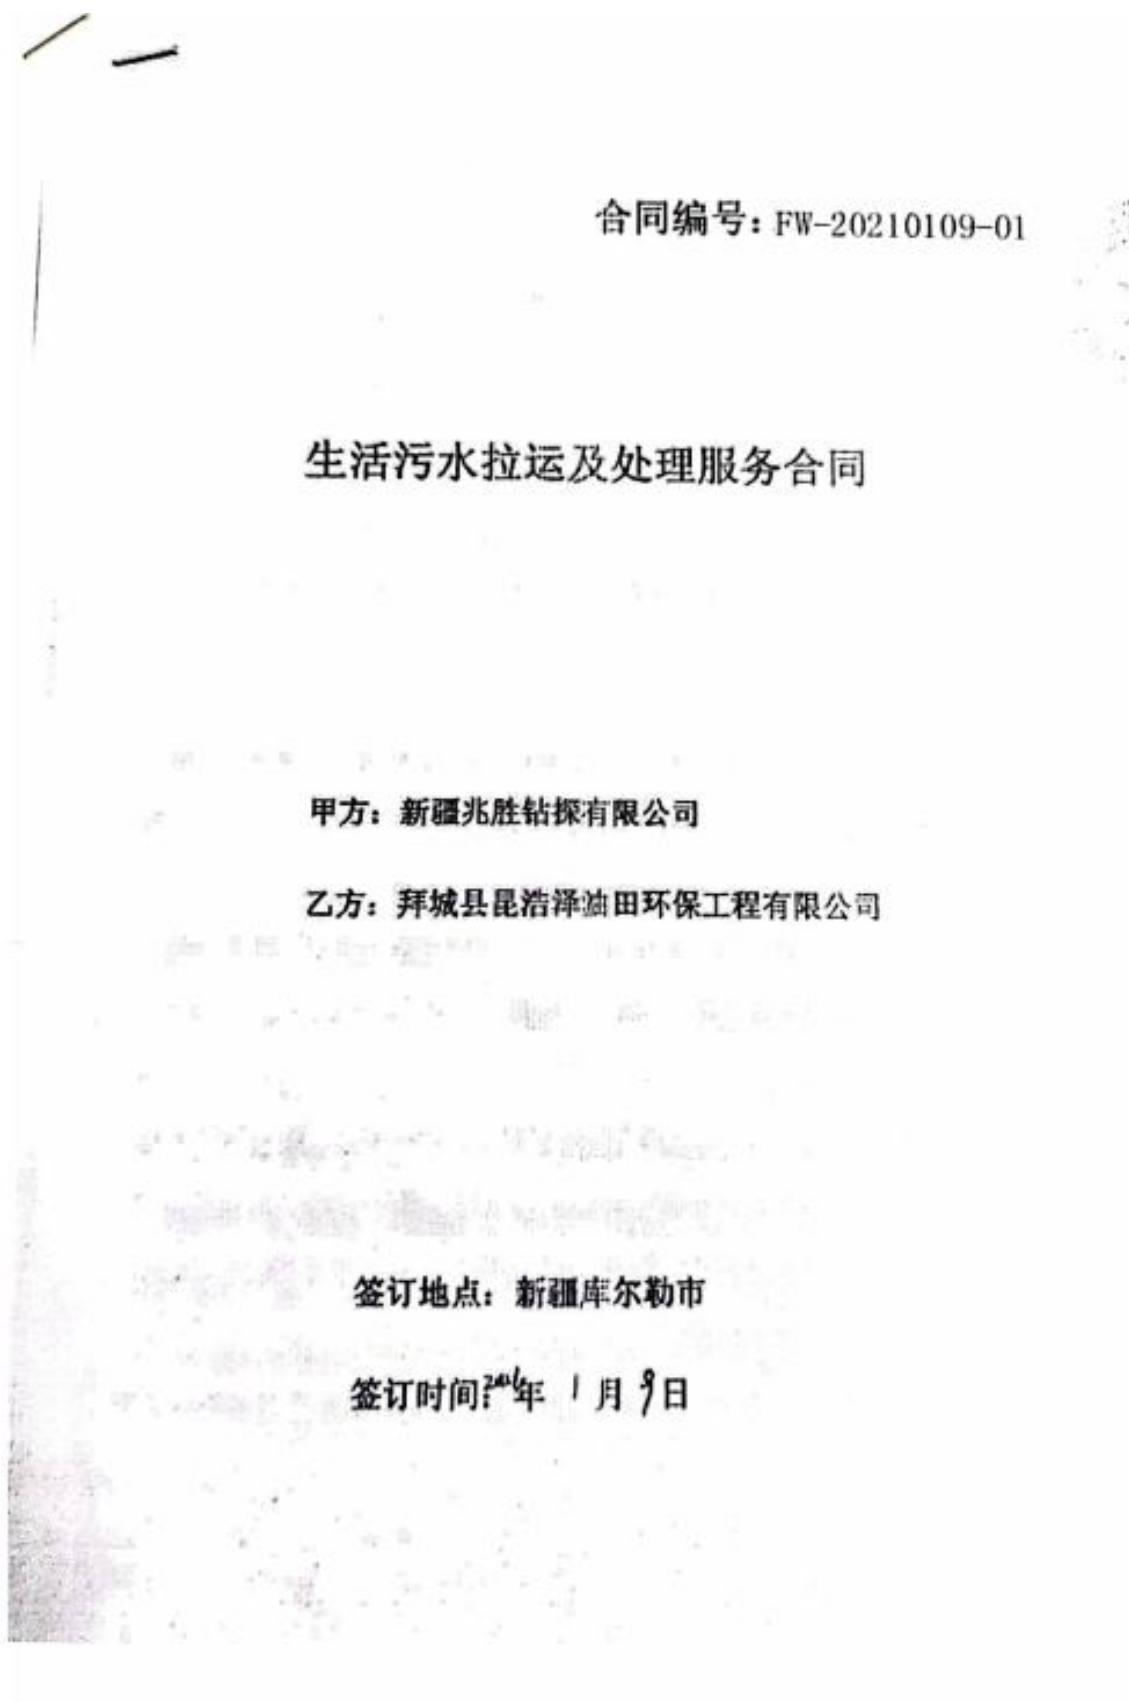 合同编号：FW-20210109-01
生活污水拉运及处理服务合同
甲方：新疆兆胜钻探有限公司
乙方：拜城县昆浩泽油田环保工程有限公司
签订地点：新疆库尔勒市
签订时间：年 1 月 9 日